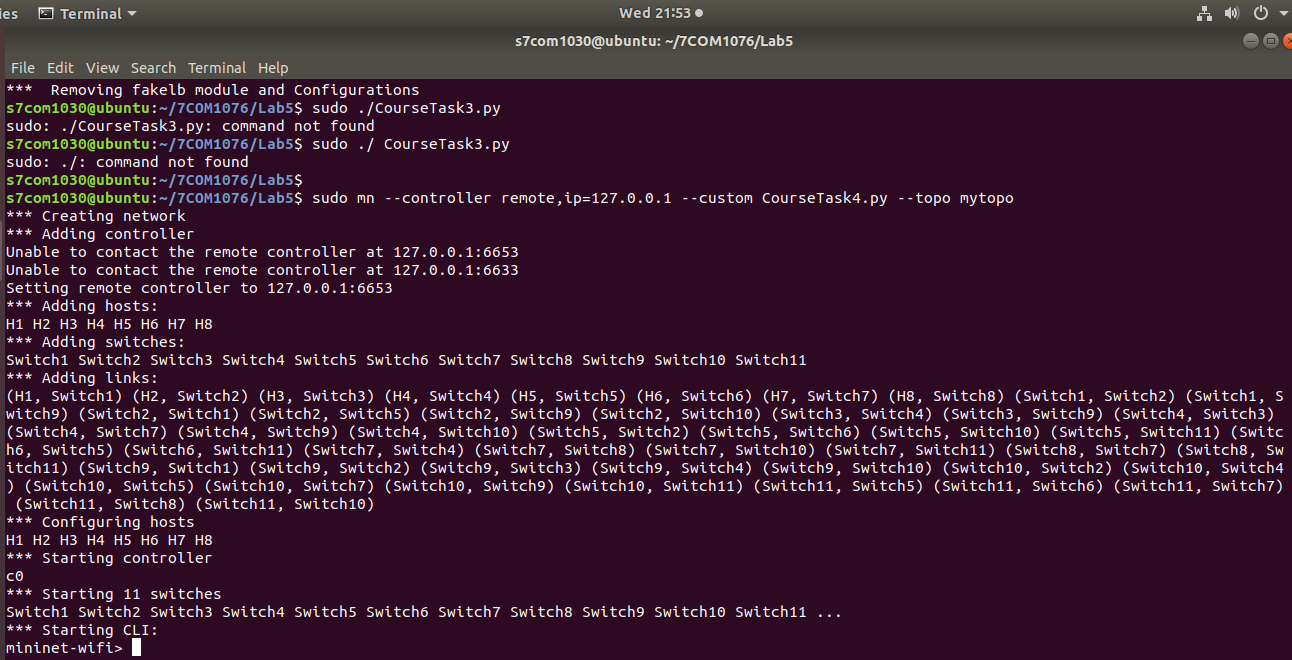 ies Terminal Wed 21:53
s7com1030@ubuntu: ~/7COM1076/Lab5
File Edit View Search Terminal Help
***  Removing fakelb module and Configurations
s7com1030@ubuntu:~/7COM1076/Lab5$ sudo ./CourseTask3.py
sudo: ./CourseTask3.py: command not found
s7com1030@ubuntu:~/7COM1076/Lab5$ sudo ./ CourseTask3.py
sudo: ./: command not found
s7com1030@ubuntu:~/7COM1076/Lab5$
s7com1030@ubuntu:~/7COM1076/Lab5$ sudo mn --controller remote,ip=127.0.0.1 --custom CourseTask4.py --topo mytopo
*** Creating network
*** Adding controller
Unable to contact the remote controller at 127.0.0.1:6653
Unable to contact the remote controller at 127.0.0.1:6633
Setting remote controller to 127.0.0.1:6653
*** Adding hosts:
H1 H2 H3 H4 H5 H6 H7 H8
*** Adding switches:
Switch1 Switch2 Switch3 Switch4 Switch5 Switch6 Switch7 Switch8 Switch9 Switch10 Switch11
*** Adding links:
(H1, Switch1) (H2, Switch2) (H3, Switch3) (H4, Switch4) (H5, Switch5) (H6, Switch6) (H7, Switch7) (H8, Switch8) (Switch1, Switch2) (Switch1, S
witch9) (Switch2, Switch1) (Switch2, Switch5) (Switch2, Switch9) (Switch2, Switch10) (Switch3, Switch4) (Switch3, Switch9) (Switch4, Switch3)
(Switch4, Switch7) (Switch4, Switch9) (Switch4, Switch10) (Switch5, Switch2) (Switch5, Switch6) (Switch5, Switch10) (Switch5, Switch11) (Switc
h6, Switch5) (Switch6, Switch11) (Switch7, Switch4) (Switch7, Switch8) (Switch7, Switch10) (Switch7, Switch11) (Switch8, Switch7) (Switch8, Sw
itch11) (Switch9, Switch1) (Switch9, Switch2) (Switch9, Switch3) (Switch9, Switch4) (Switch9, Switch10) (Switch10, Switch2) (Switch10, Switch4
) (Switch10, Switch5) (Switch10, Switch7) (Switch10, Switch9) (Switch10, Switch11) (Switch11, Switch5) (Switch11, Switch6) (Switch11, Switch7)
(Switch11, Switch8) (Switch11, Switch10)
*** Configuring hosts
H1 H2 H3 H4 H5 H6 H7 H8
*** Starting controller
c0
*** Starting 11 switches
Switch1 Switch2 Switch3 Switch4 Switch5 Switch6 Switch7 Switch8 Switch9 Switch10 Switch11 ...
*** Starting CLI:
mininet-wifi>